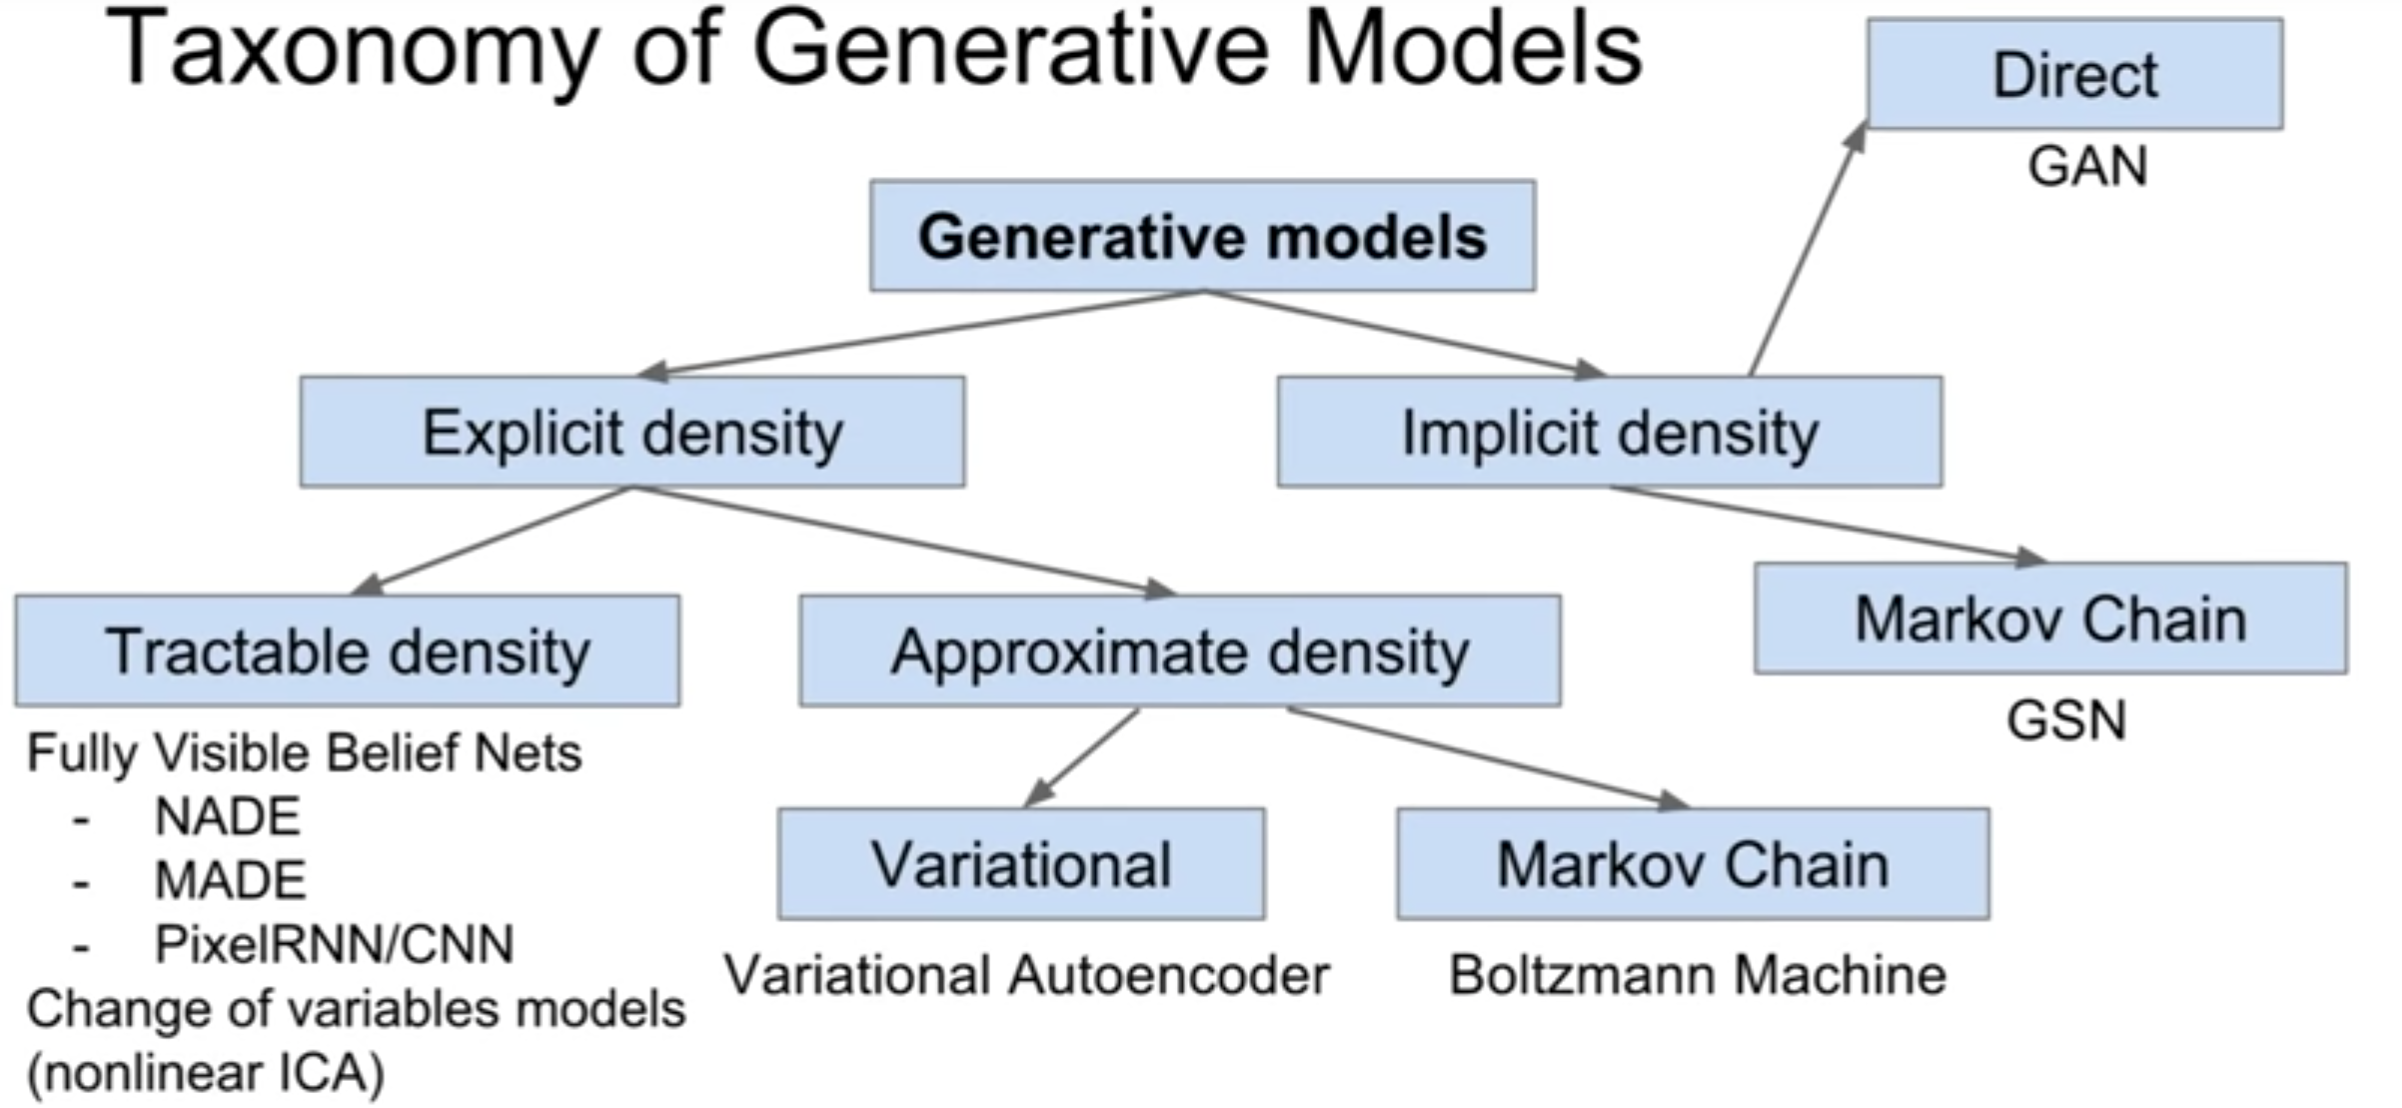 Taxonomy of Generative Models
Direct
GAN
Generative models
Explicit density
Implicit density
Tractable density
Approximate density
Markov Chain
GSN
Fully Visible Belief Nets
- NADE
- MADE
- PixelRNN/CNN
Change of variables models
(nonlinear ICA)
Variational
Markov Chain
Variational Autoencoder
Boltzmann Machine